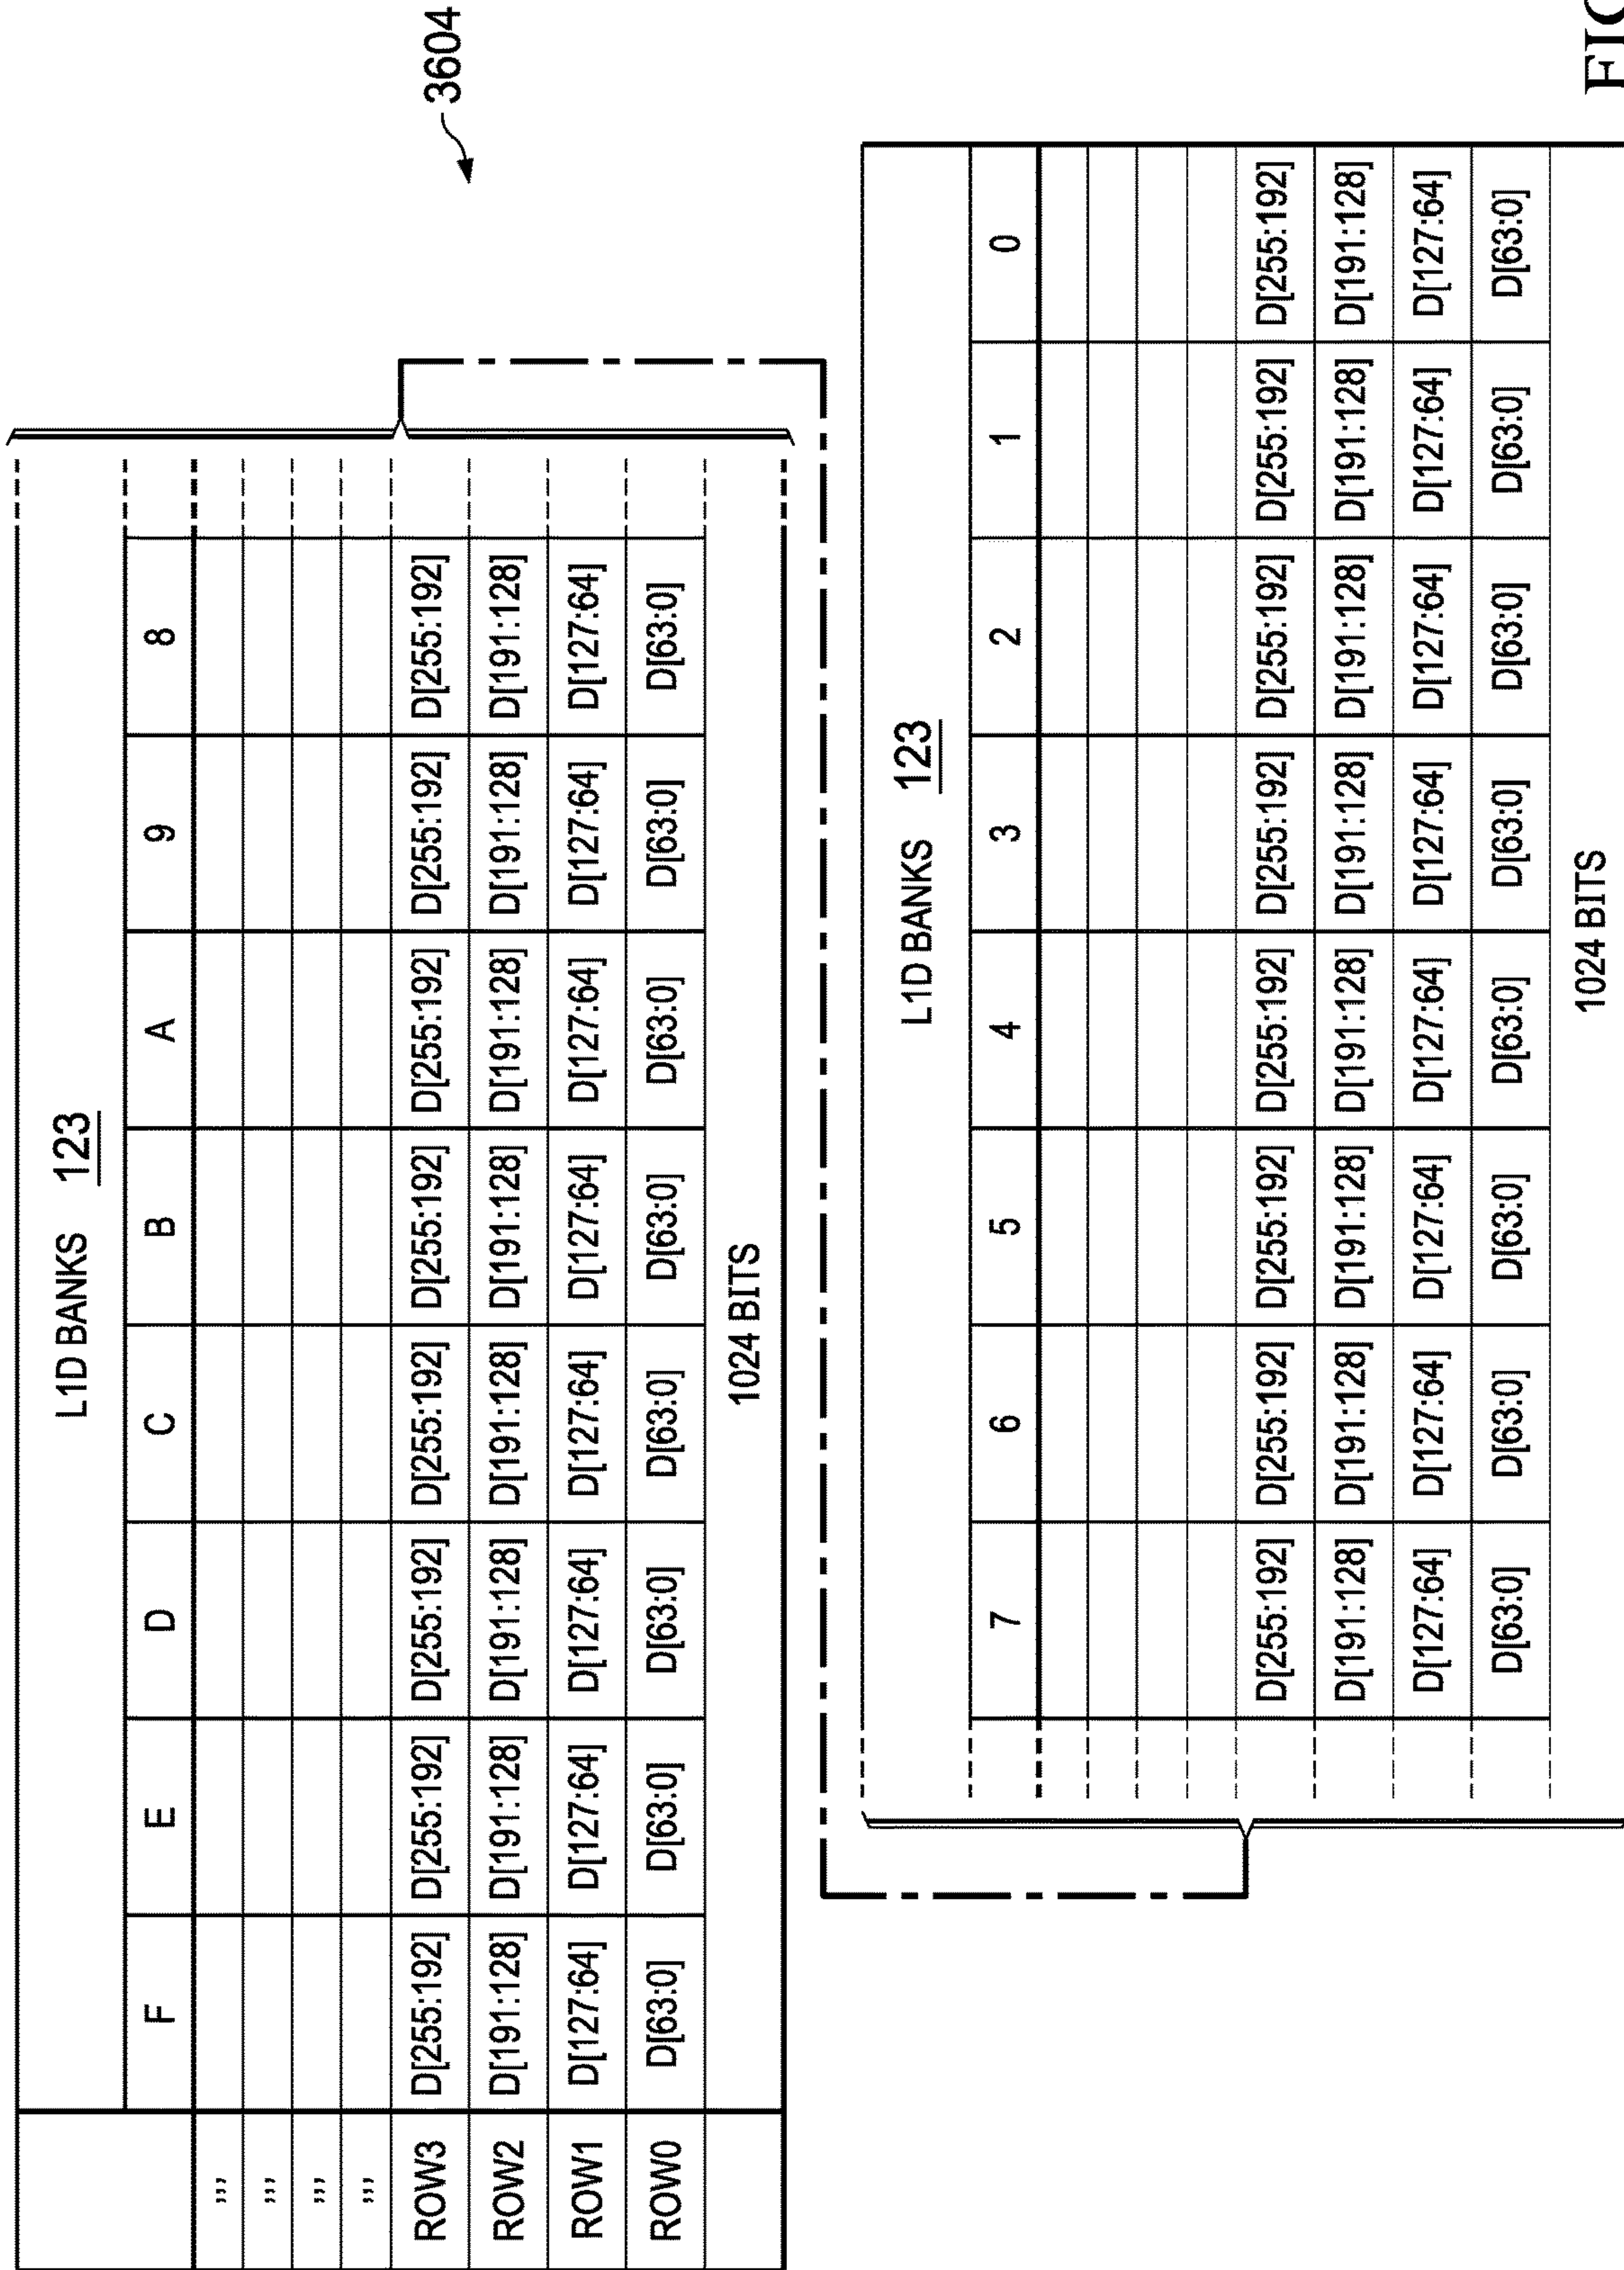 L1D BANKS 123
F E D C B A 9 8
,,,
,,,
,,,
,,,
ROW3 D[255:192] D[255:192] D[255:192] D[255:192] D[255:192] D[255:192] D[255:192] D[255:192]
ROW2 D[191:128] D[191:128] D[191:128] D[191:128] D[191:128] D[191:128] D[191:128] D[191:128]
ROW1 D[127:64] D[127:64] D[127:64] D[127:64] D[127:64] D[127:64] D[127:64] D[127:64]
ROW0 D[63:0] D[63:0] D[63:0] D[63:0] D[63:0] D[63:0] D[63:0] D[63:0]
1024 BITS
3604
L1D BANKS 123
7 6 5 4 3 2 1 0
D[255:192] D[255:192] D[255:192] D[255:192] D[255:192] D[255:192] D[255:192] D[255:192]
D[191:128] D[191:128] D[191:128] D[191:128] D[191:128] D[191:128] D[191:128] D[191:128]
D[127:64] D[127:64] D[127:64] D[127:64] D[127:64] D[127:64] D[127:64] D[127:64]
D[63:0] D[63:0] D[63:0] D[63:0] D[63:0] D[63:0] D[63:0] D[63:0]
1024 BITS